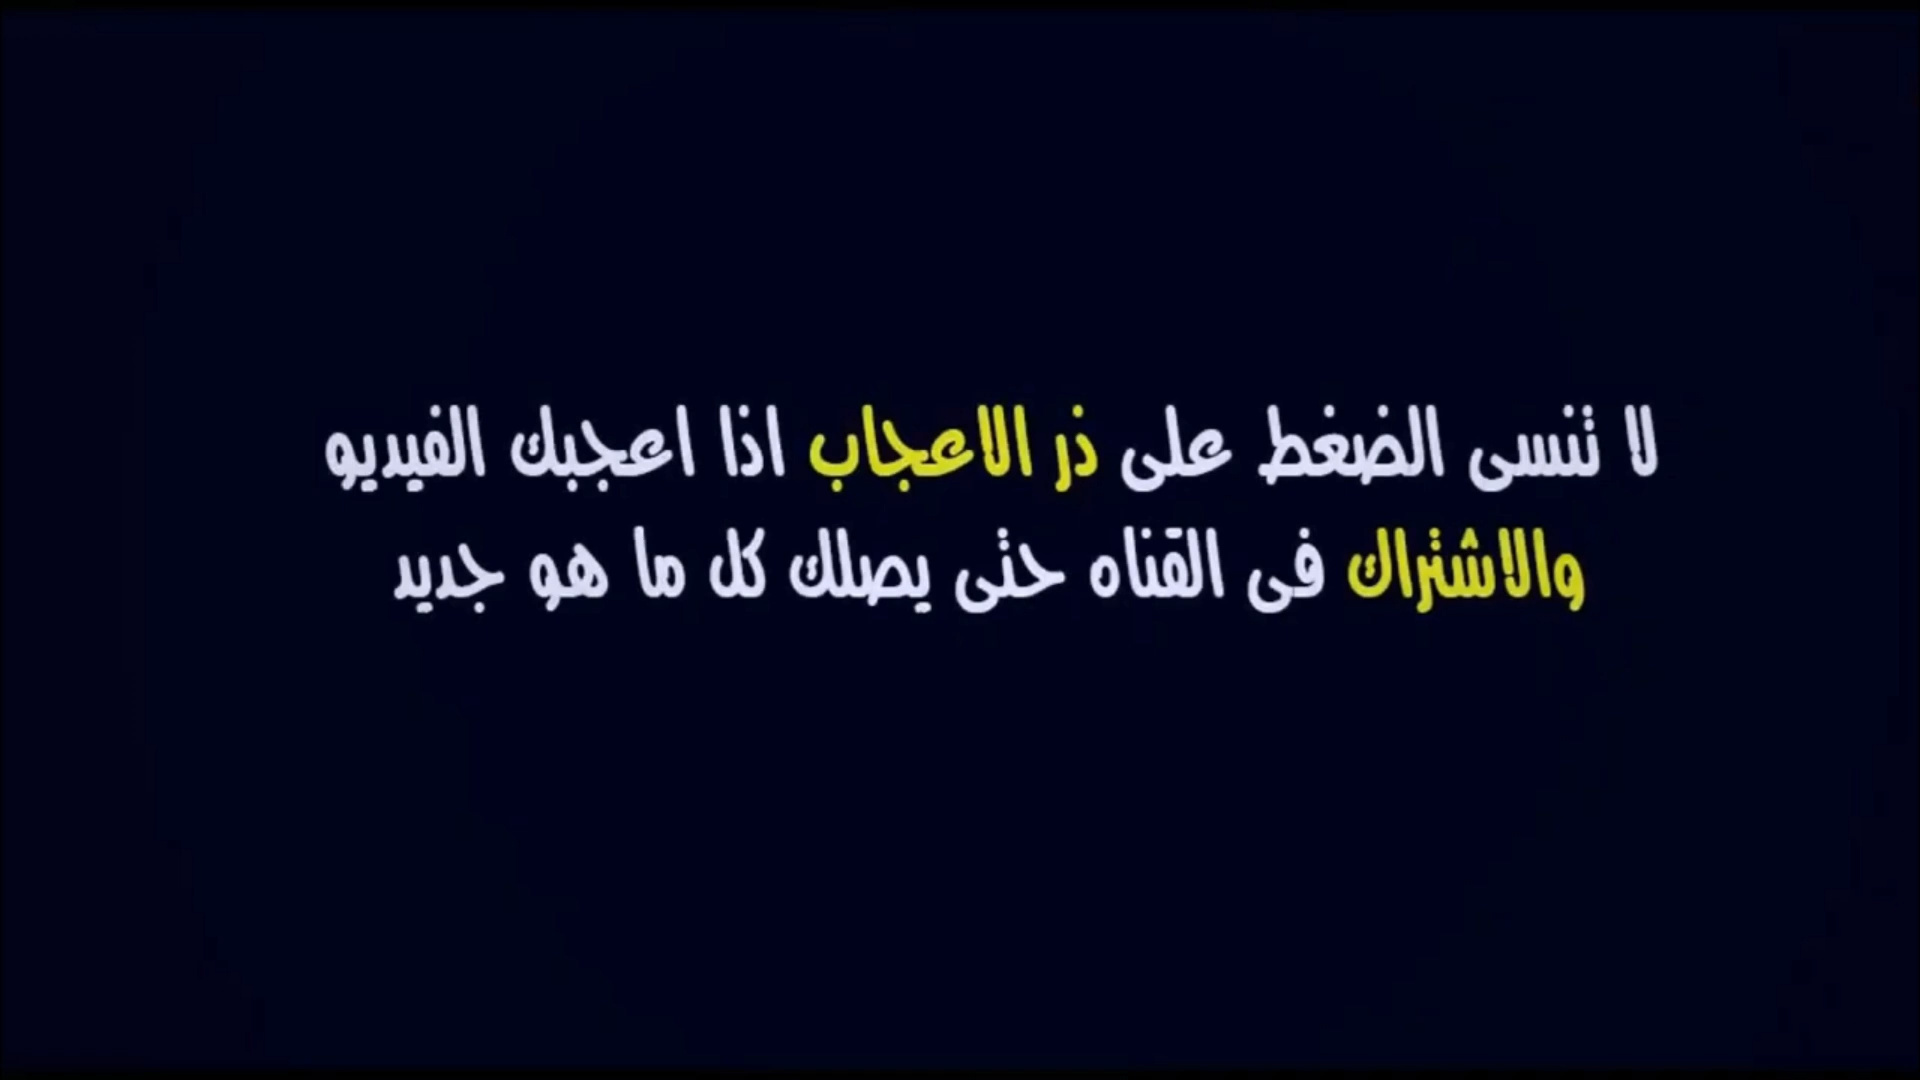 لا تنسى الضغط على ذر الاعجاب اذا اعجبك الفيديو
والاشتراك فى القناه حتى يصلك كل ما هو جديد